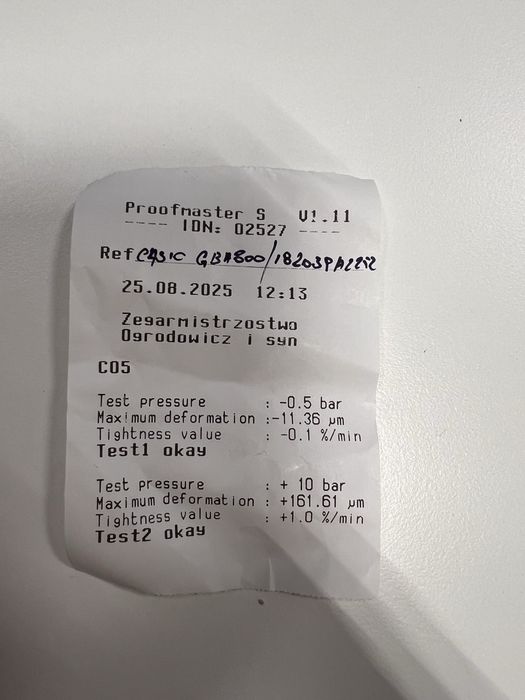 Proofmaster S V1.11
---- IDN: 02527 ----
Ref CASIO GBA800/182039A225Z
25.08.2025 12:13
Zegarmistrzostwo
Ogrodowicz i syn
C05
Test pressure : -0.5 bar
Maximum deformation :-11.36 µm
Tightness value : -0.1 %/min
Test1 okay
Test pressure : + 10 bar
Maximum deformation : +161.61 µm
Tightness value : +1.0 %/min
Test2 okay